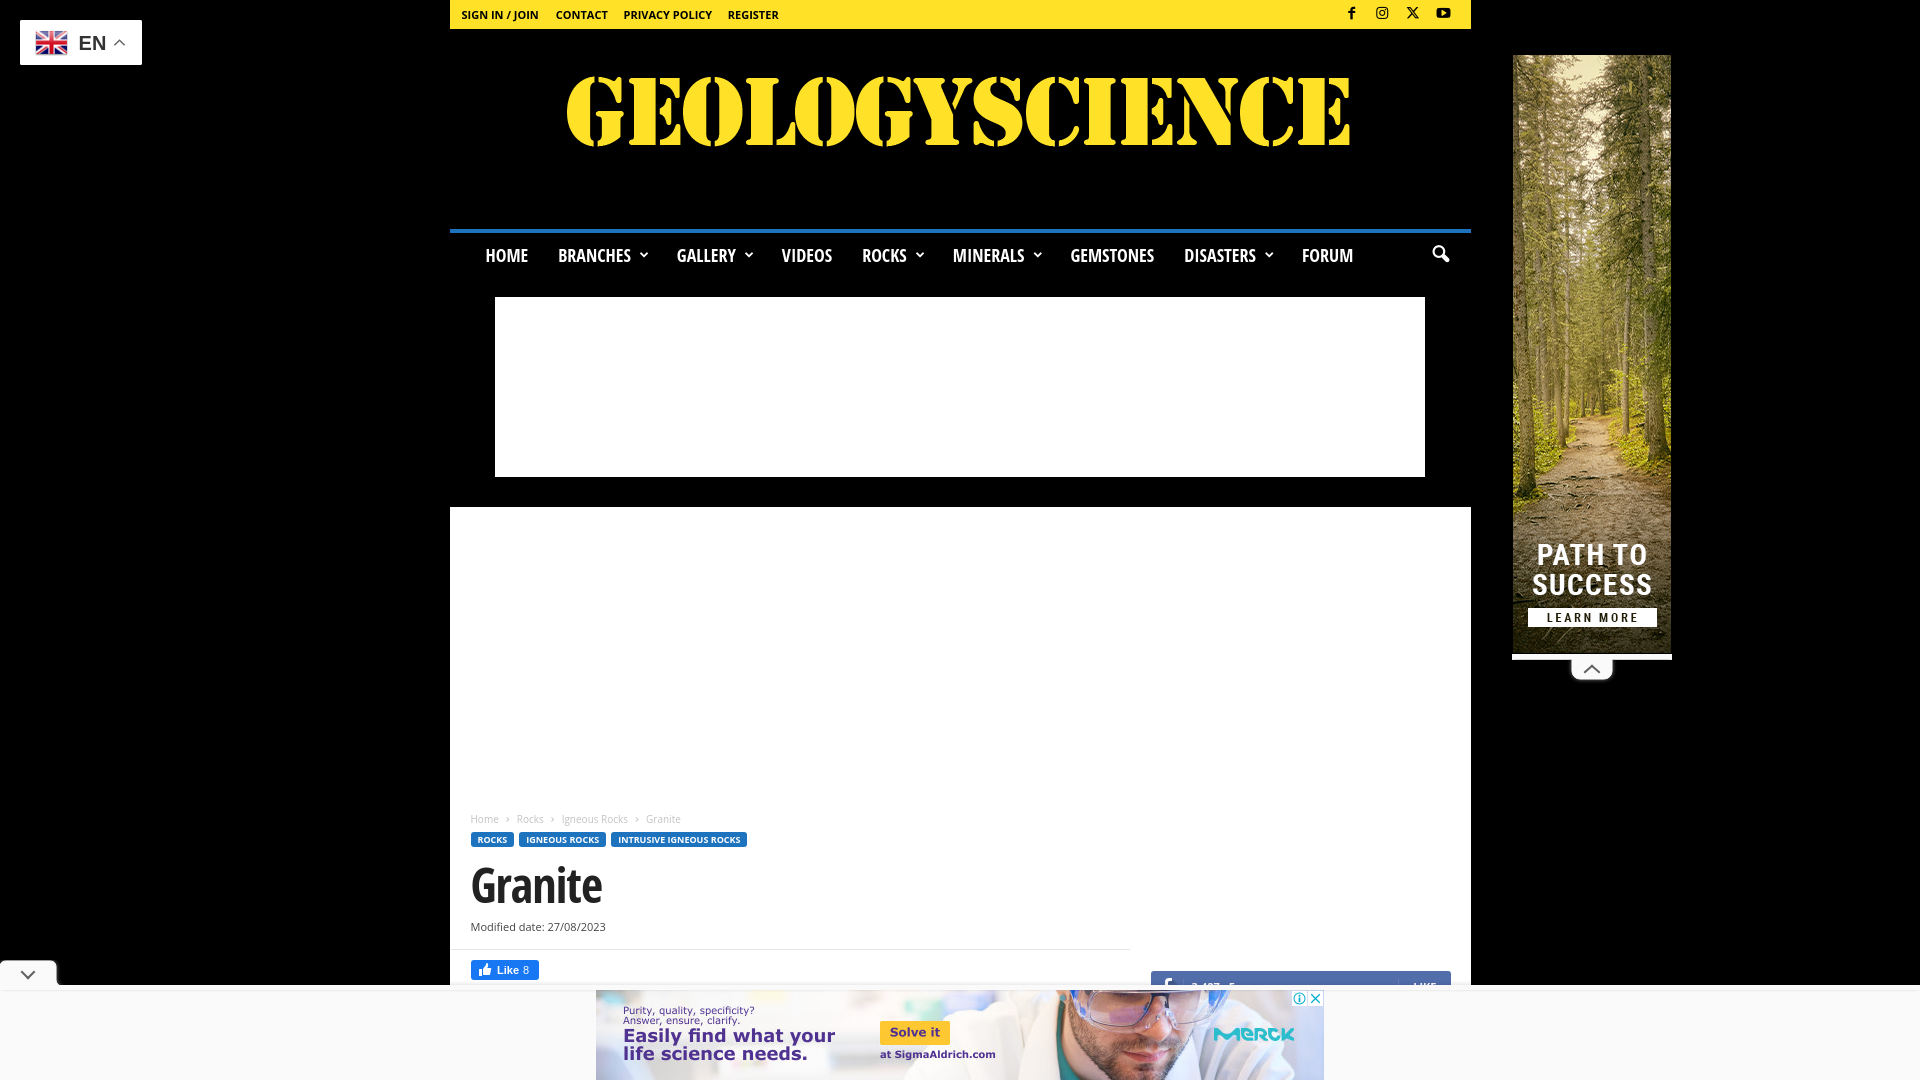 SIGN IN / JOIN CONTACT PRIVACY POLICY REGISTER
EN
GEOLOGYSCIENCE
HOME BRANCHES GALLERY VIDEOS ROCKS MINERALS GEMSTONES DISASTERS FORUM
PATH TO
SUCCESS
LEARN MORE
Home Rocks Igneous Rocks Granite
ROCKS IGNEOUS ROCKS INTRUSIVE IGNEOUS ROCKS
Granite
Modified date: 27/08/2023
Like 8
Purity, quality, specificity?
Answer, ensure, clarify.
Easily find what your
life science needs.
Solve it
at SigmaAldrich.com
MERCK